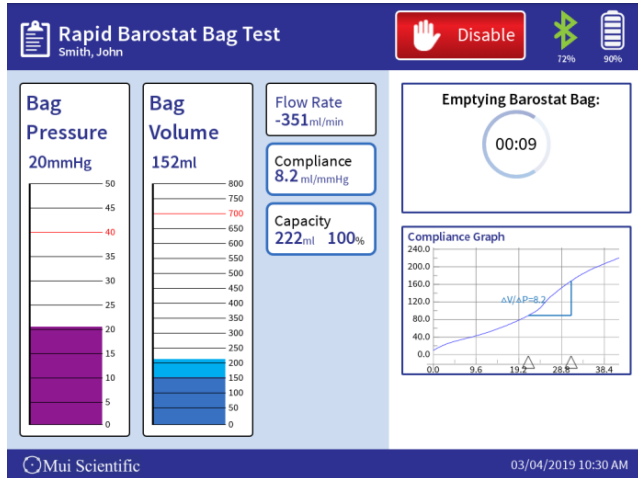 Rapid Barostat Bag Test
Smith, John
Disable
72%
90%
Bag
Pressure
20mmHg
50
45
40
35
30
25
20
15
10
5
0
Bag
Volume
152ml
800
750
700
650
600
550
500
450
400
350
300
250
200
150
100
50
0
Flow Rate
-351ml/min
Compliance
8.2 ml/mmHg
Capacity
222ml 100%
Emptying Barostat Bag:
00:09
Compliance Graph
240.0
200.0
160.0
120.0
80.0
40.0
0.0
△V/△P=8.2
0.0 9.6 19.2 28.8 38.4
Mui Scientific
03/04/2019 10:30 AM